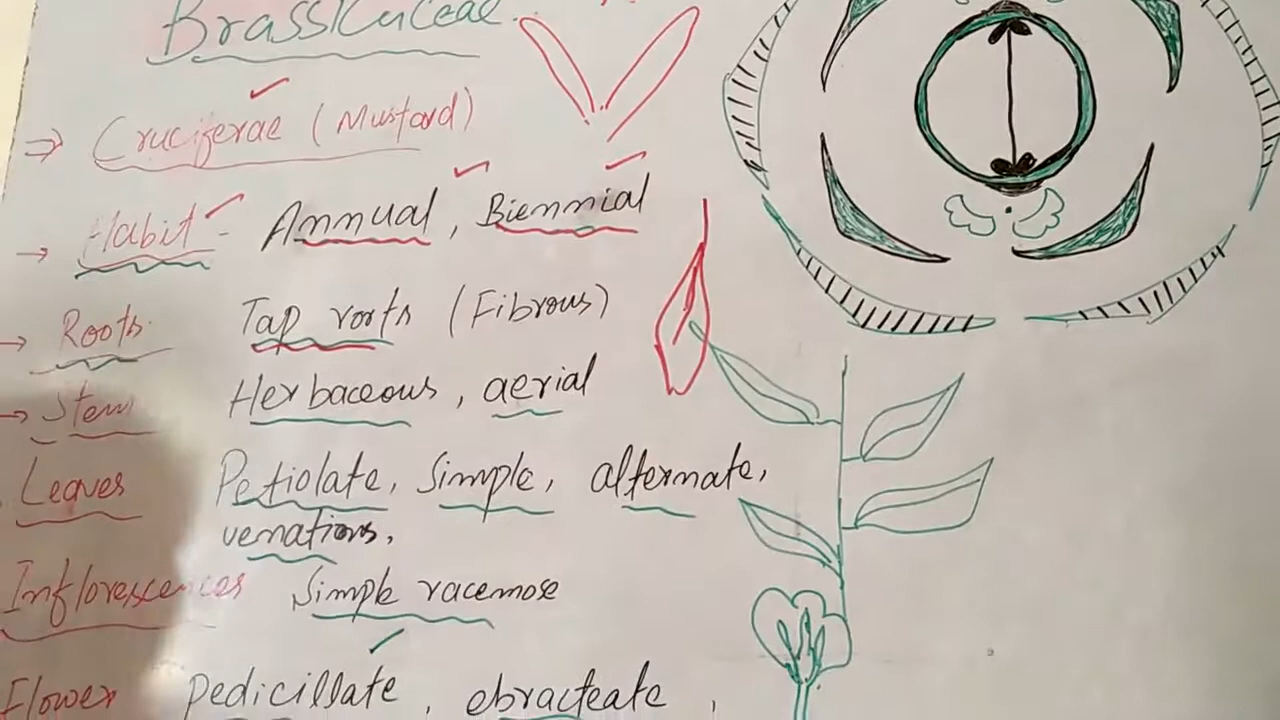 Brassicaceae..
⇒ Cruciferae (Mustard)
→ Habit - Annual, Biennial
→ Roots Tap roots (Fibrous)
→ Stem Herbaceous, aerial
Leaves Petiolate, Simple, alternate,
venations,
Inflorescences Simple racemose
Flower Pedicillate, ebracteate,